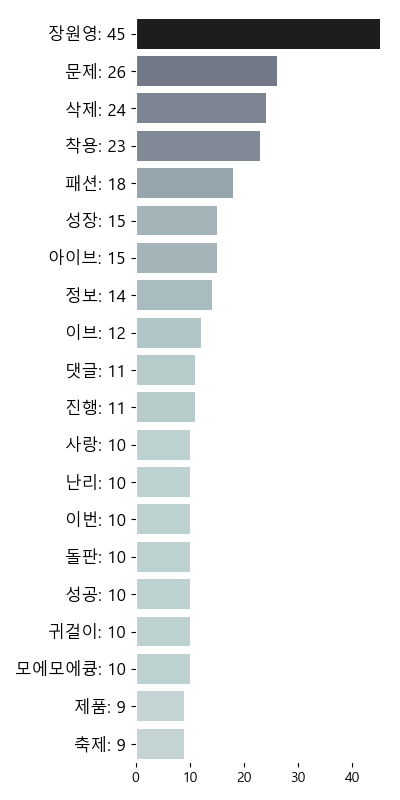 장원영: 45
문제: 26
삭제: 24
착용: 23
패션: 18
성장: 15
아이브: 15
정보: 14
이브: 12
댓글: 11
진행: 11
사랑: 10
난리: 10
이번: 10
돌판: 10
성공: 10
귀걸이: 10
모에모에큥: 10
제품: 9
축제: 9
0 10 20 30 40